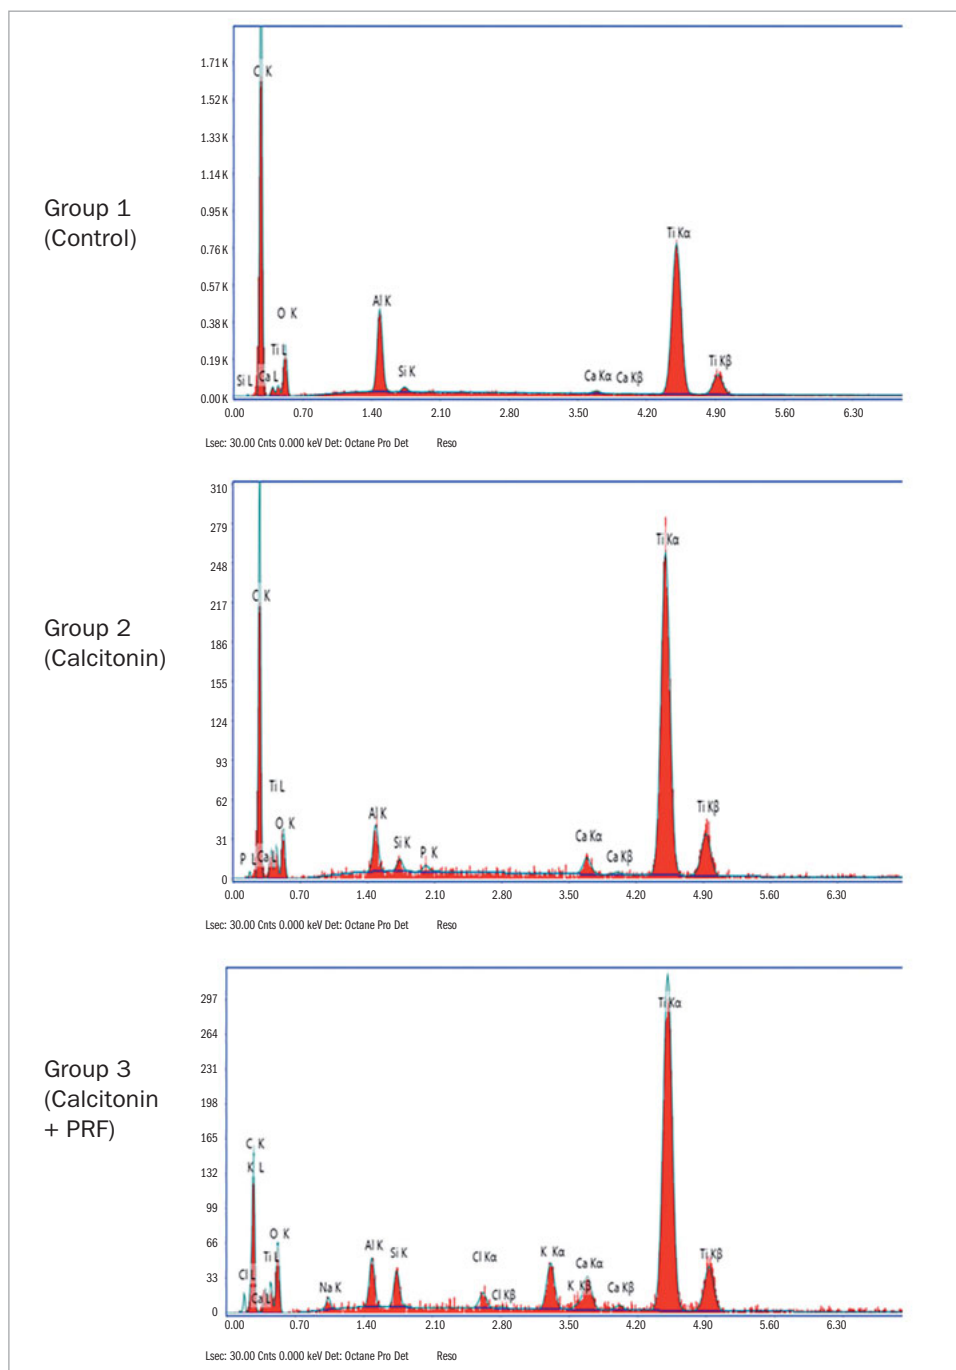 Group 1
(Control)
1.71 K
1.52 K
1.33 K
1.14 K
0.95 K
0.76 K
0.57 K
0.38 K
0.19 K
0.00 K
C K
O K
Ti L
Si L
Ca L
Al K
Si K
Ca Kα
Ca Kβ
Ti Kα
Ti Kβ
0.00 0.70 1.40 2.10 2.80 3.50 4.20 4.90 5.60 6.30
Lsec: 30.00 Cnts 0.000 keV Det: Octane Pro Det Reso
Group 2
(Calcitonin)
310
279
248
217
186
155
124
93
62
31
0
C K
Ti L
O K
P L
Ca L
Al K
Si K
P K
Ca Kα
Ca Kβ
Ti Kα
Ti Kβ
0.00 0.70 1.40 2.10 2.80 3.50 4.20 4.90 5.60 6.30
Lsec: 30.00 Cnts 0.000 keV Det: Octane Pro Det Reso
Group 3
(Calcitonin
+ PRF)
297
264
231
198
165
132
99
66
33
0
C K
K L
O K
Ti L
Cl L
Ca L
Na K
Al K
Si K
Cl Kα
Cl Kβ
K Kα
K Kβ
Ca Kα
Ca Kβ
Ti Kα
Ti Kβ
0.00 0.70 1.40 2.10 2.80 3.50 4.20 4.90 5.60 6.30
Lsec: 30.00 Cnts 0.000 keV Det: Octane Pro Det Reso